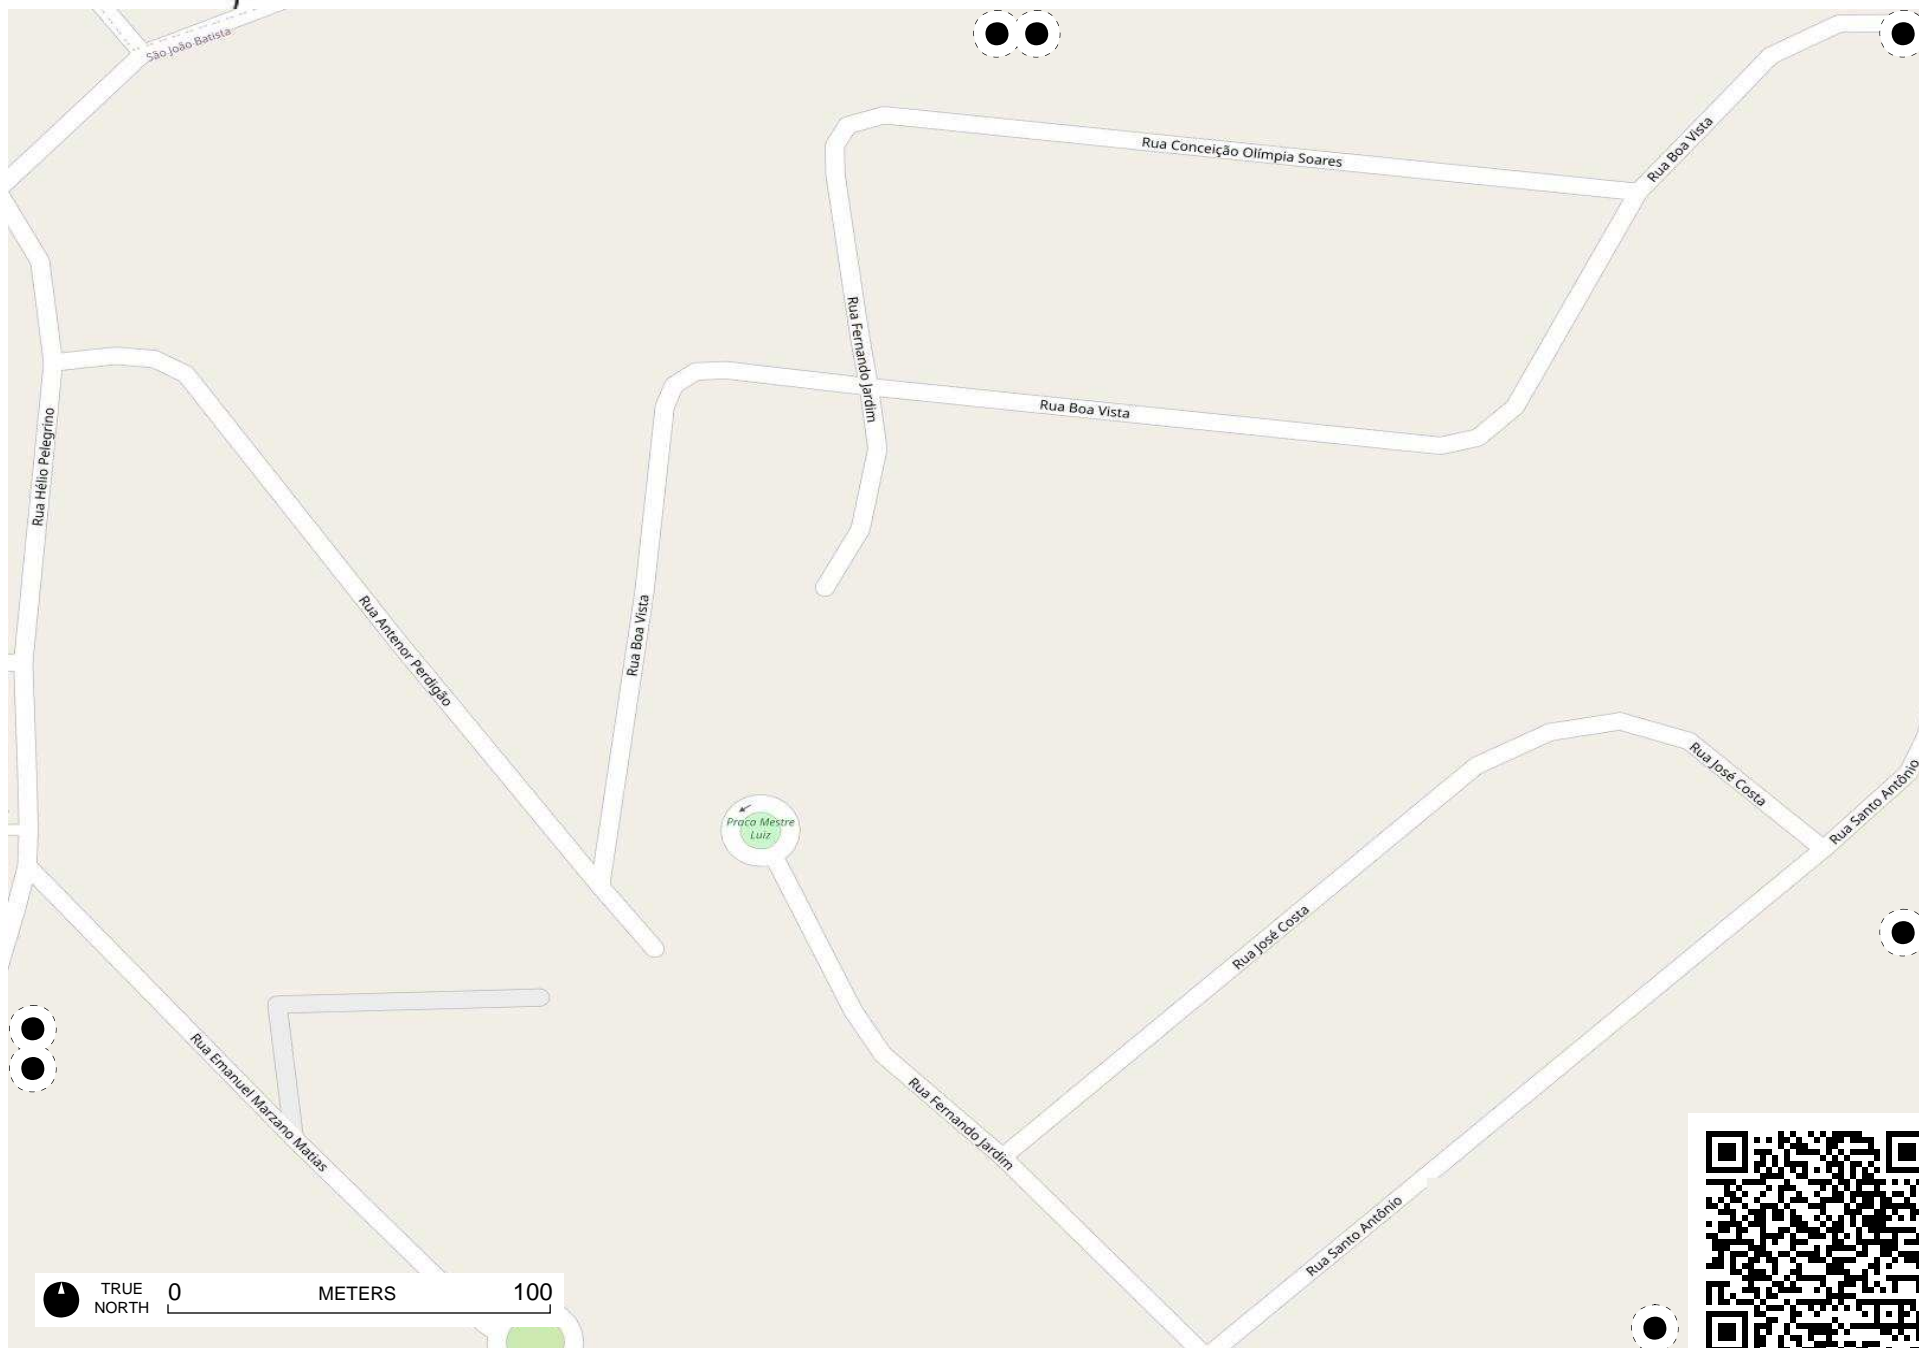 São João Batista
Rua Conceição Olímpia Soares
Rua Boa Vista
Rua Fernando Jardim
Rua Boa Vista
Rua Hélio Pelegrino
Rua Antenor Perdigão
Rua Boa Vista
Rua José Costa
Rua Santo Antônio
Praça Mestre
Luiz
Rua José Costa
Rua Emanuel Marzano Matias
Rua Fernando Jardim
Rua Santo Antônio
TRUE
NORTH
0
METERS
100